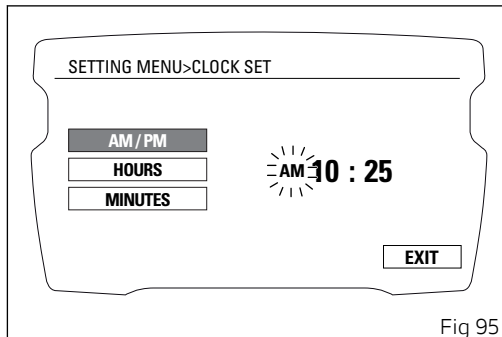 SETTING MENU>CLOCK SET
AM / PM
HOURS
MINUTES
AM 10 : 25
EXIT
Fig 95